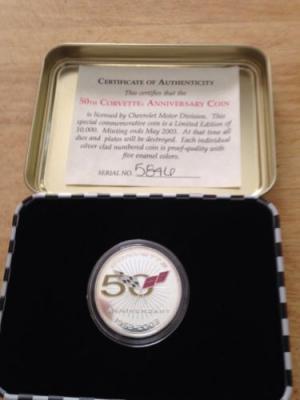 CERTIFICATE OF AUTHENTICITY
This certifies that the
50TH CORVETTE® ANNIVERSARY COIN
is licensed by Chevrolet Motor Division. This
special commemorative coin is a Limited Edition of
10,000. Minting ends May 2003. At that time all
dies and plates will be destroyed. Each individual
silver clad numbered coin is proof-quality with
five enamel colors.
SERIAL NO. 5846
50
ANNIVERSARY
1953-2003